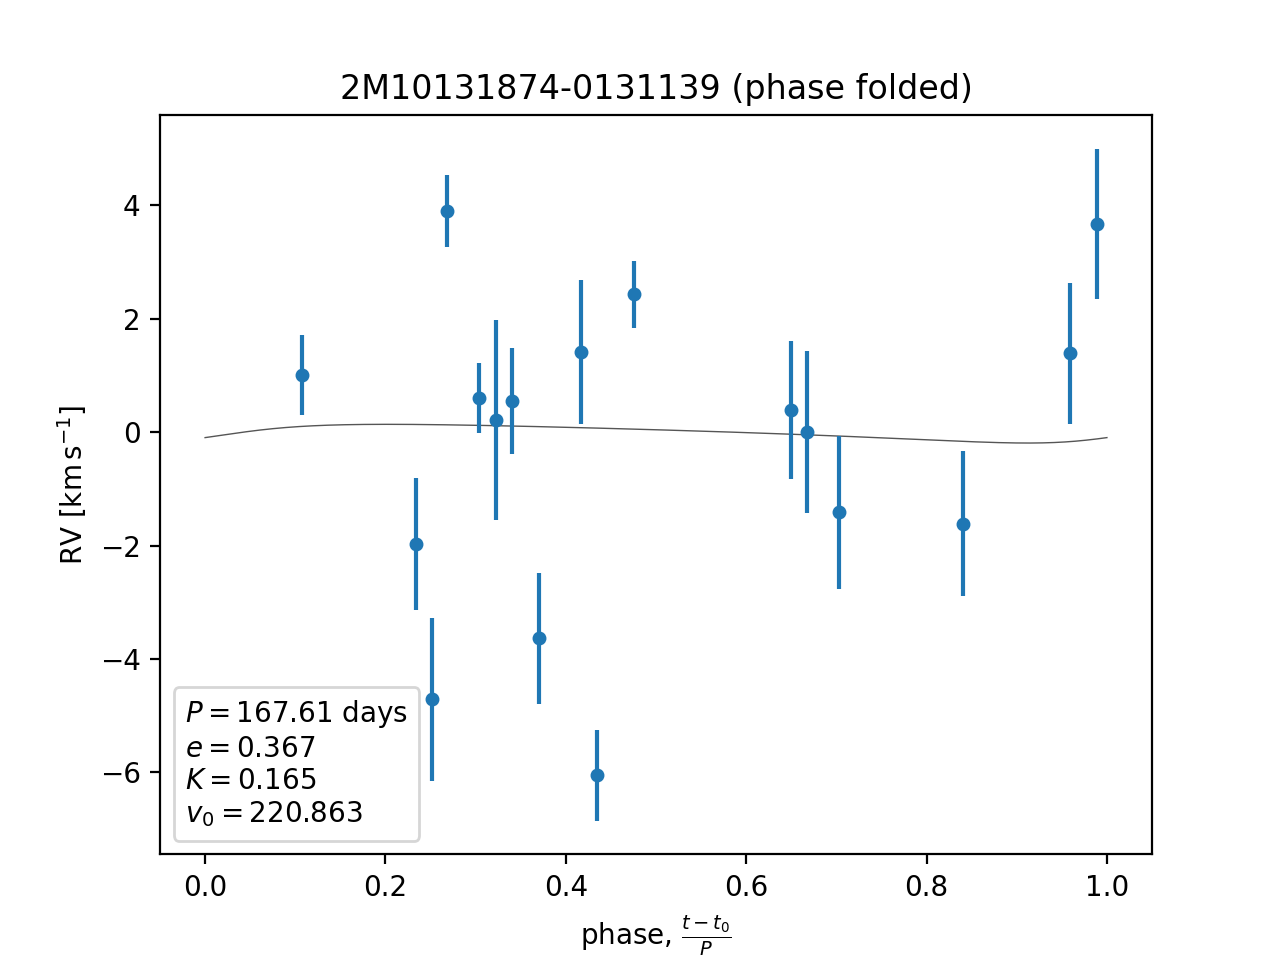 2M10131874-0131139 (phase folded)
RV [km s⁻¹]
4
2
0
−2
−4
−6
P = 167.61 days
e = 0.367
K = 0.165
v₀ = 220.863
0.0 0.2 0.4 0.6 0.8 1.0
phase, (t − t₀)/P